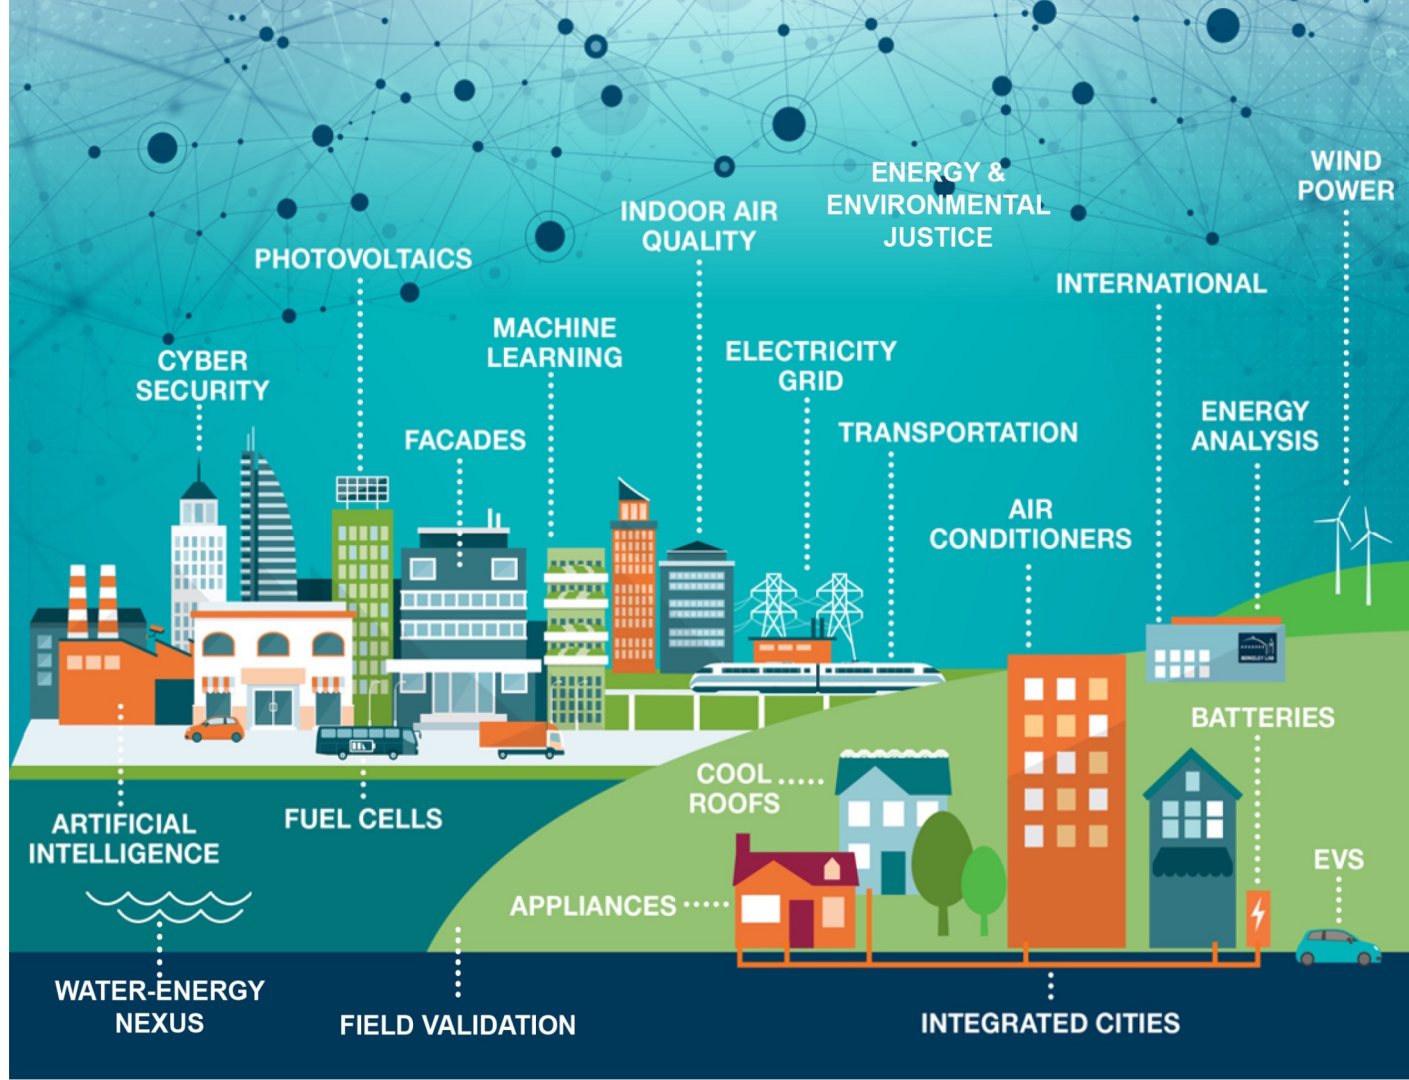 WIND
POWER
ENERGY &
ENVIRONMENTAL
JUSTICE
INDOOR AIR
QUALITY
PHOTOVOLTAICS
INTERNATIONAL
MACHINE
LEARNING
ELECTRICITY
GRID
CYBER
SECURITY
ENERGY
ANALYSIS
FACADES
TRANSPORTATION
AIR
CONDITIONERS
BERKELEY LAB
BATTERIES
COOL
ROOFS
FUEL CELLS
ARTIFICIAL
INTELLIGENCE
EVS
APPLIANCES
WATER-ENERGY
NEXUS
FIELD VALIDATION
INTEGRATED CITIES